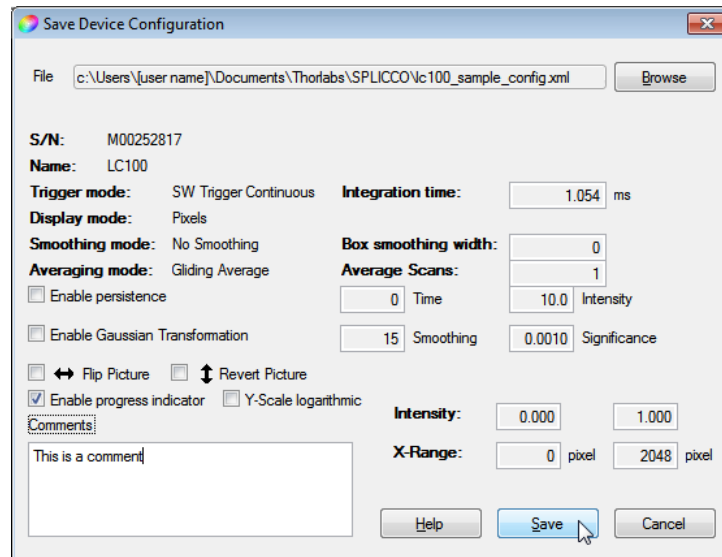 Save Device Configuration
File c:\Users\[user name]\Documents\Thorlabs\SPLICCO\lc100_sample_config.xml Browse
S/N: M00252817
Name: LC100
Trigger mode: SW Trigger Continuous Integration time: 1.054 ms
Display mode: Pixels
Smoothing mode: No Smoothing Box smoothing width: 0
Averaging mode: Gliding Average Average Scans: 1
Enable persistence 0 Time 10.0 Intensity
Enable Gaussian Transformation 15 Smoothing 0.0010 Significance
Flip Picture Revert Picture
Enable progress indicator Y-Scale logarithmic Intensity: 0.000 1.000
Comments
This is a comment X-Range: 0 pixel 2048 pixel
Help Save Cancel